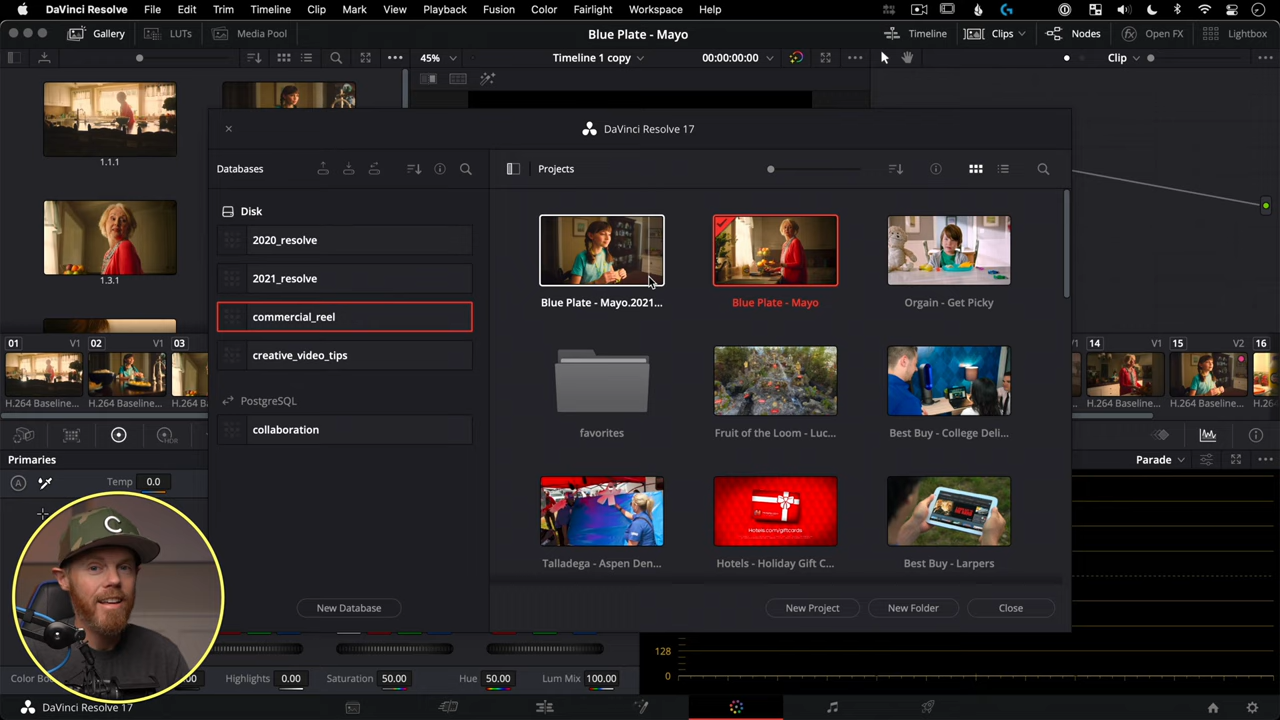 DaVinci Resolve File Edit Trim Timeline Clip Mark View Playback Fusion Color Fairlight Workspace Help
Gallery LUTs Media Pool Blue Plate - Mayo Timeline Clips Nodes Open FX Lightbox
45% Timeline 1 copy 00:00:00:00 Clip
DaVinci Resolve 17
1.1.1
Databases Projects
Disk
2020_resolve
2021_resolve
1.3.1
Blue Plate - Mayo.2021... Blue Plate - Mayo Orgain - Get Picky
commercial_reel
01 V1 02 V1 03 14 V1 15 V2 16
creative_video_tips
PostgreSQL
H.264 Baseline... H.264 Baseline... H.264 B H.264 Baseline... H.264 Baseline... H.264 B
collaboration
favorites Fruit of the Loom - Luc... Best Buy - College Deli...
Primaries Parade
A Temp 0.0
Hotels.com/giftcards
Talladega - Aspen Den... Hotels - Holiday Gift C... Best Buy - Larpers
C
New Database New Project New Folder Close
128
0
Color Bo Highlights 0.00 Saturation 50.00 Hue 50.00 Lum Mix 100.00
DaVinci Resolve 17